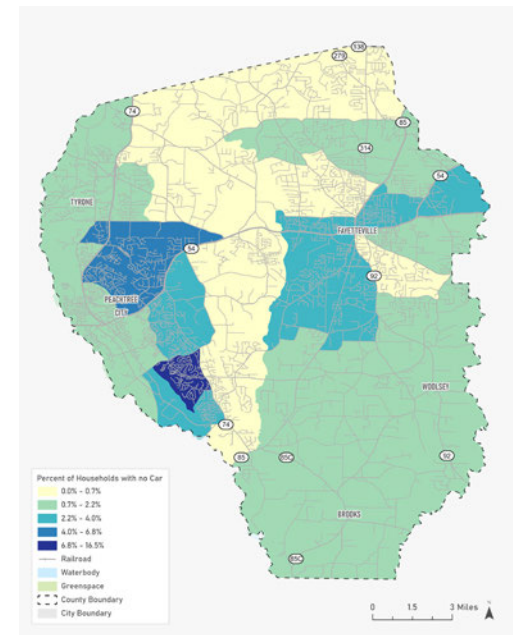 138
279
74
85
314
54
TYRONE
FAYETTEVILLE
54
92
PEACHTREE
CITY
WOOLSEY
74
85
85C
92
BROOKS
85C
Percent of Households with no Car
0.0% - 0.7%
0.7% - 2.2%
2.2% - 4.0%
4.0% - 6.8%
6.8% - 16.5%
Railroad
Waterbody
Greenspace
County Boundary
City Boundary
0 1.5 3 Miles